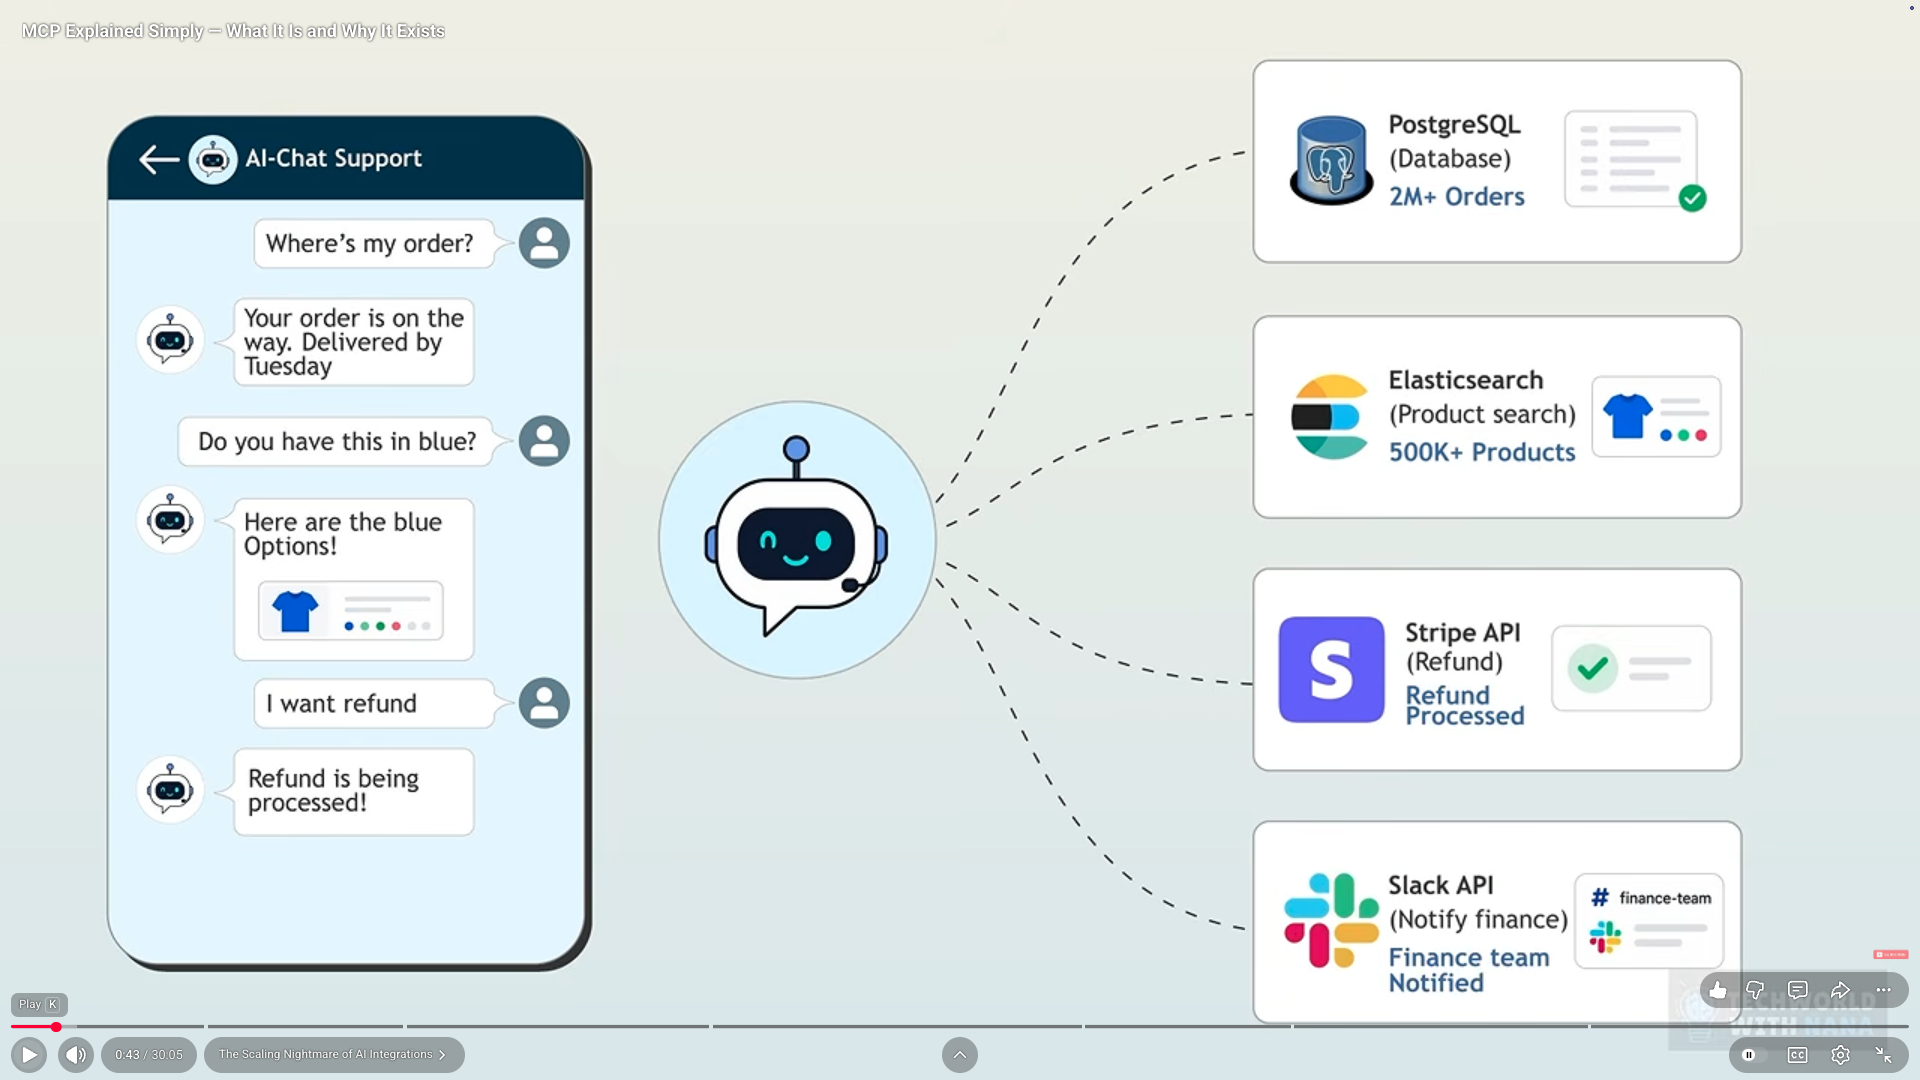 MCP Explained Simply — What It Is and Why It Exists
AI-Chat Support
Where's my order?
Your order is on the
way. Delivered by
Tuesday
Do you have this in blue?
Here are the blue
Options!
I want refund
Refund is being
processed!
PostgreSQL
(Database)
2M+ Orders
Elasticsearch
(Product search)
500K+ Products
S
Stripe API
(Refund)
Refund
Processed
Slack API
(Notify finance)
Finance team
Notified
# finance-team
TECHWORLD
WITH NANA
Play K
0:43 / 30:05
The Scaling Nightmare of AI Integrations
CC